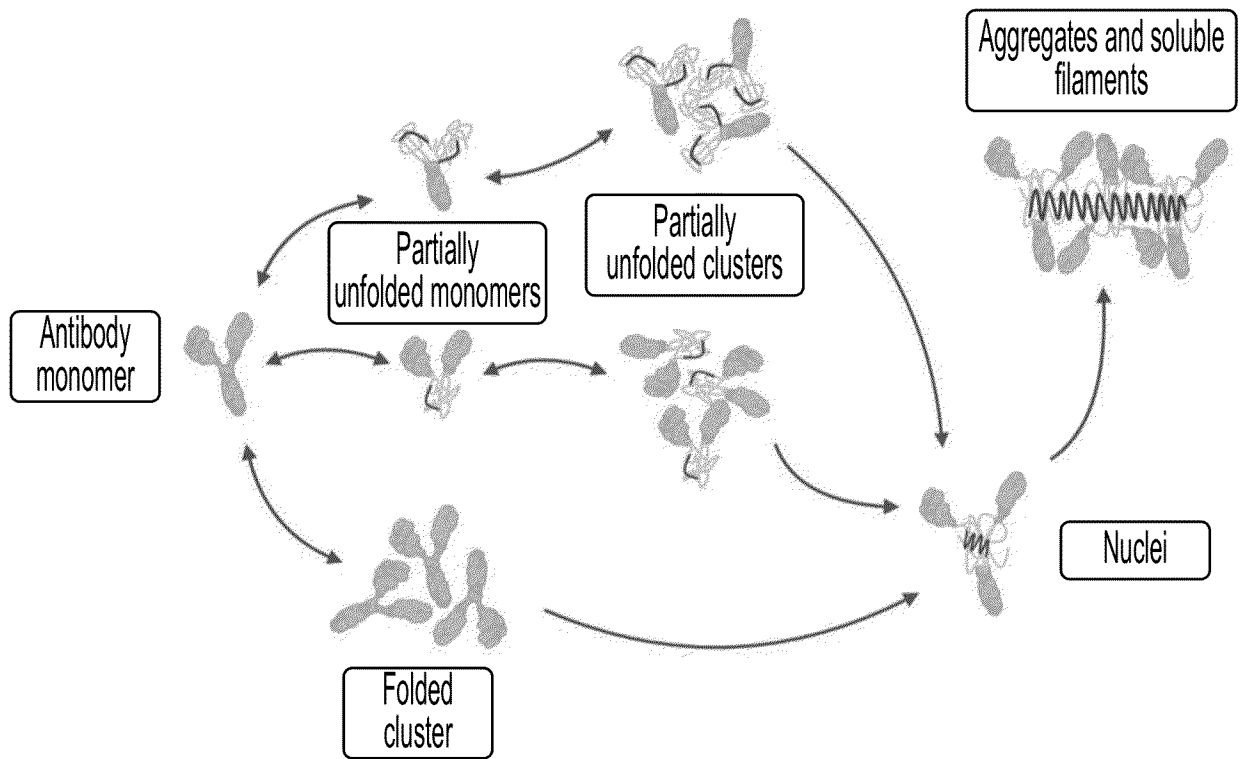 Aggregates and soluble
filaments
Partially
unfolded monomers
Partially
unfolded clusters
Antibody
monomer
Nuclei
Folded
cluster